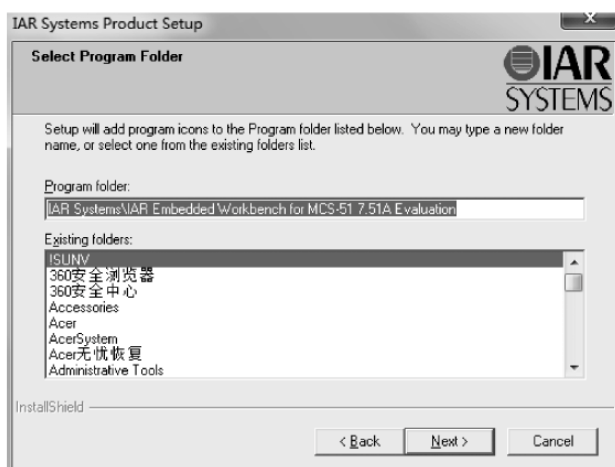 IAR Systems Product Setup
Select Program Folder
IAR
SYSTEMS
Setup will add program icons to the Program folder listed below. You may type a new folder
name, or select one from the existing folders list.
Program folder:
IAR Systems\IAR Embedded Workbench for MCS-51 7.51A Evaluation
Existing folders:
!SUNV
360安全浏览器
360安全中心
Accessories
Acer
AcerSystem
Acer无忧恢复
Administrative Tools
InstallShield
< Back
Next >
Cancel